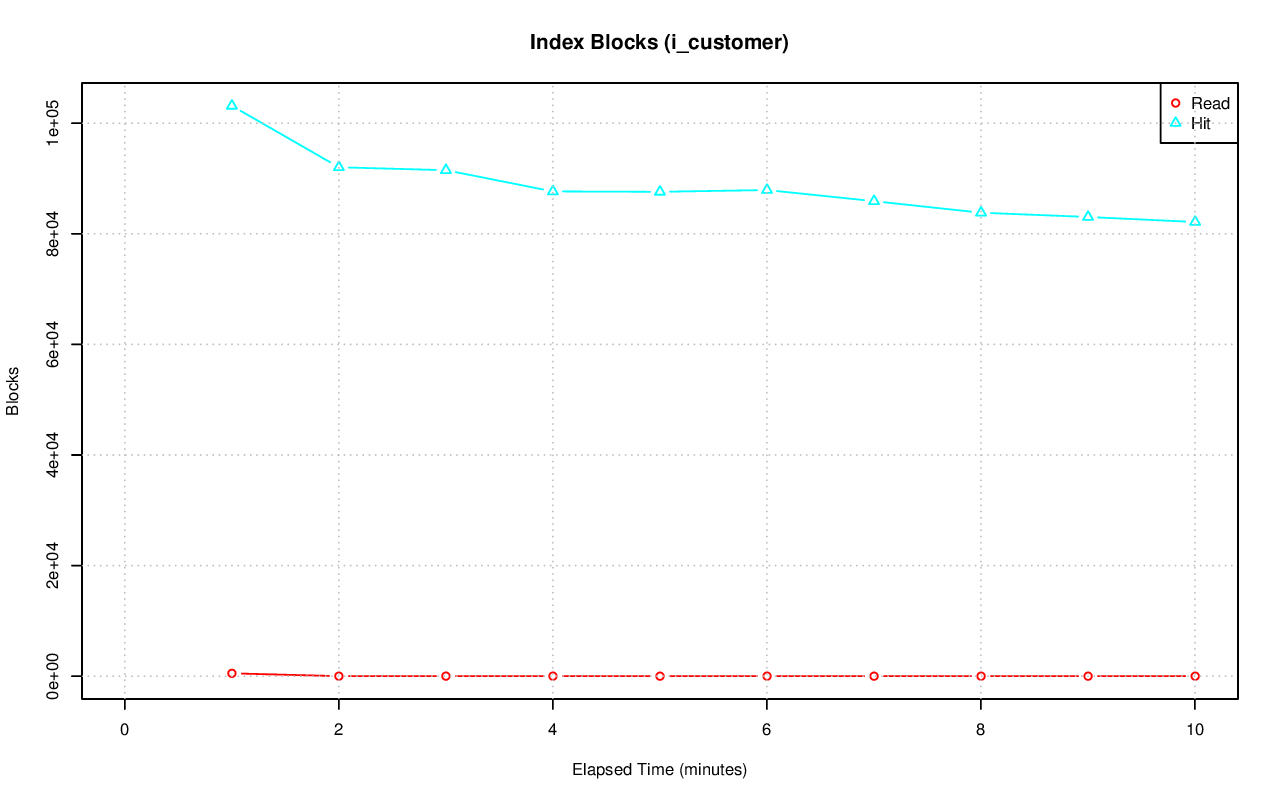 Index Blocks (i_customer)
Read
Hit
1e+05
8e+04
6e+04
4e+04
2e+04
0e+00
Blocks
0 2 4 6 8 10
Elapsed Time (minutes)